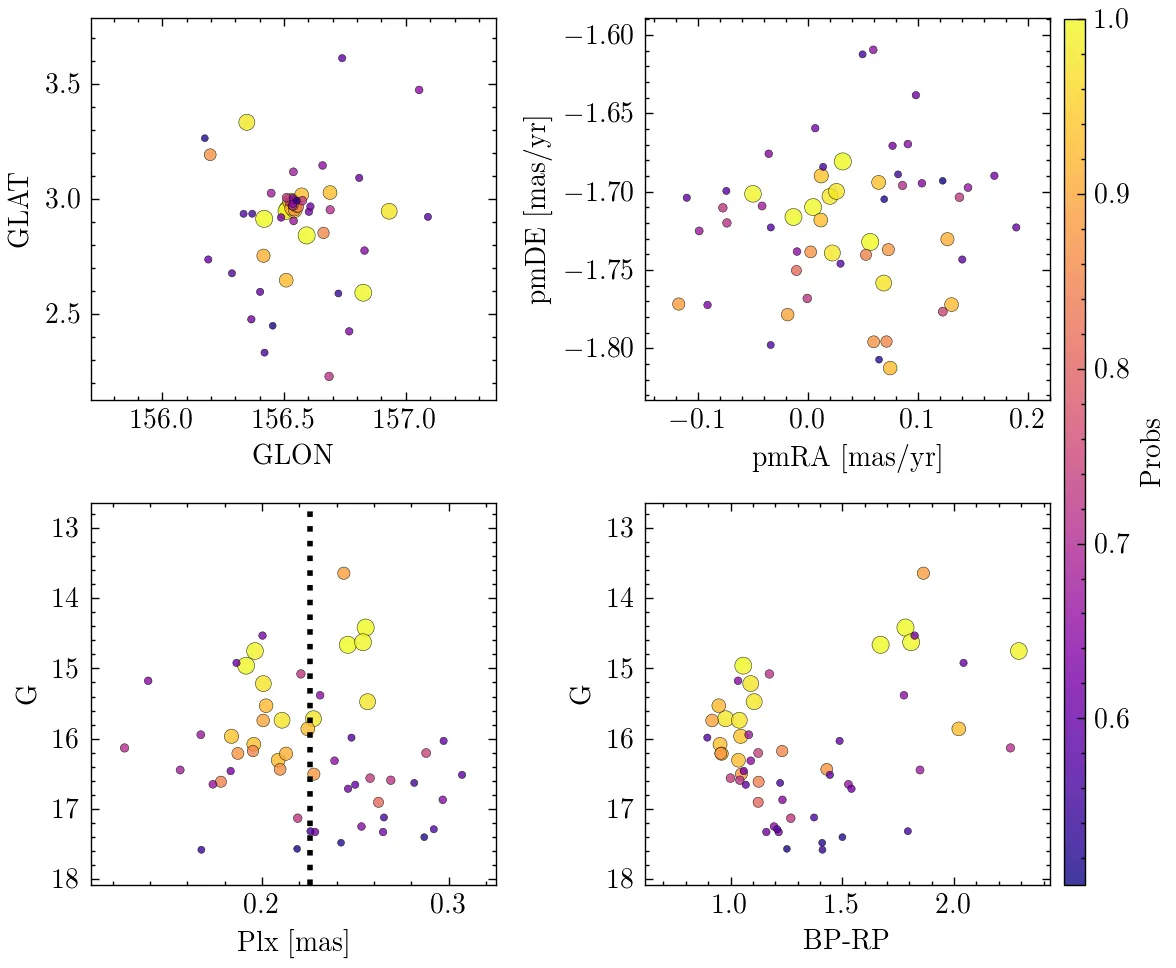 3.5
3.0
2.5
GLAT
156.0 156.5 157.0
GLON
−1.60
−1.65
−1.70
−1.75
−1.80
pmDE [mas/yr]
−0.1 0.0 0.1 0.2
pmRA [mas/yr]
13
14
15
16
17
18
G
0.2 0.3
Plx [mas]
13
14
15
16
17
18
G
1.0 1.5 2.0
BP-RP
1.0
0.9
0.8
0.7
0.6
Probs